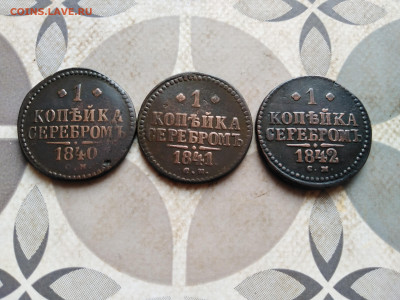 COINS.LAVE.RU
1
КОПѢЙКА
СЕРЕБРОМЪ
1840
С.М.
1
КОПѢЙКА
СЕРЕБРОМЪ
1841
С.П.
1
КОПѢЙКА
СЕРЕБРОМЪ
1842
С.М.